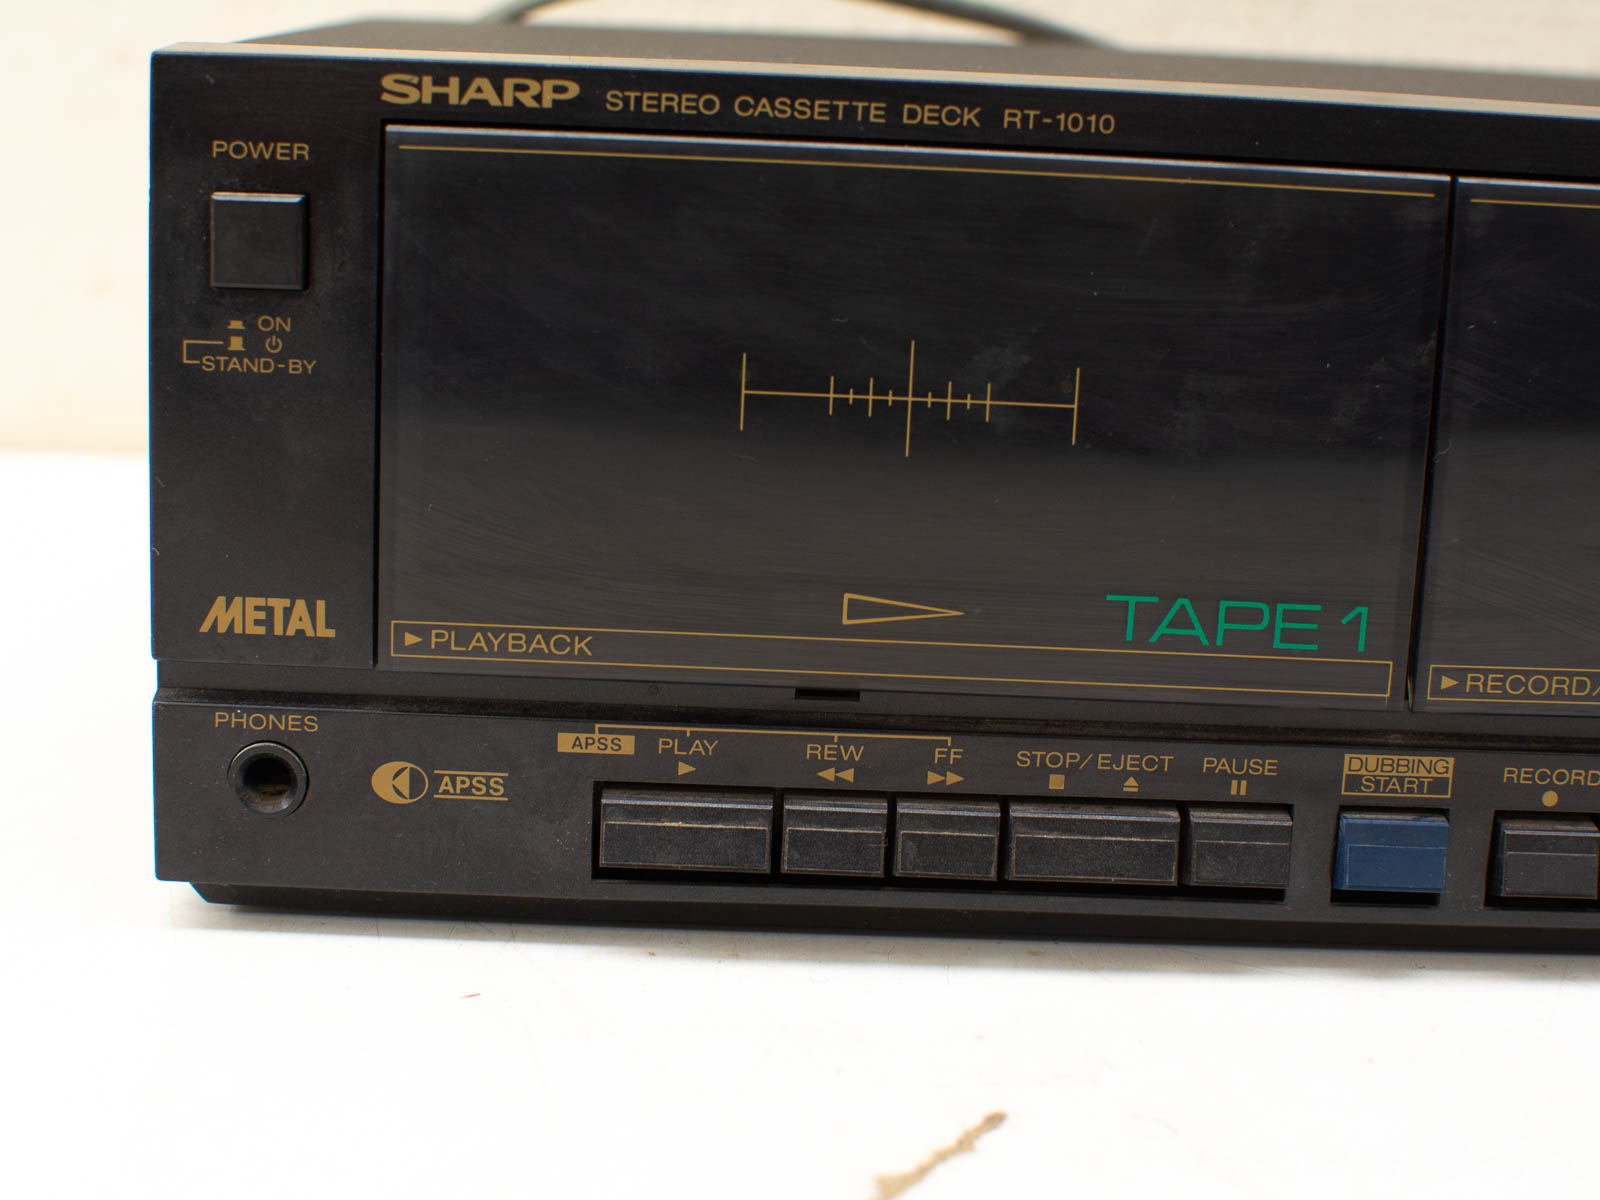 SHARP STEREO CASSETTE DECK RT-1010
POWER
ON
STAND-BY
METAL
TAPE 1
PLAYBACK
RECORD/
PHONES
APSS
APSS PLAY REW FF STOP/EJECT PAUSE
DUBBING
START
RECORD